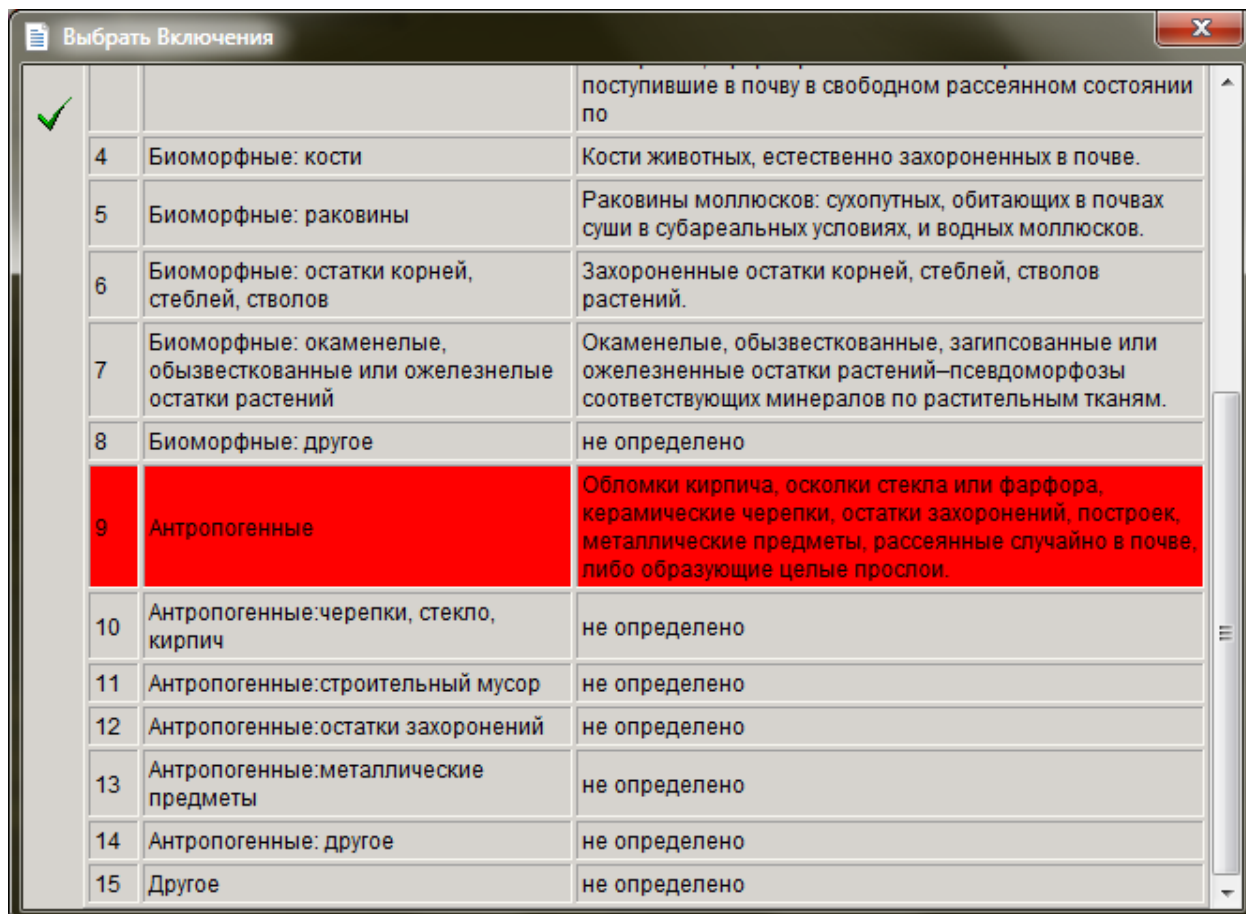 Выбрать Включения
поступившие в почву в свободном рассеянном состоянии
по
4 Биоморфные: кости Кости животных, естественно захороненных в почве.
5 Биоморфные: раковины Раковины моллюсков: сухопутных, обитающих в почвах
суши в субареальных условиях, и водных моллюсков.
6 Биоморфные: остатки корней,
стеблей, стволов
Захороненные остатки корней, стеблей, стволов
растений.
7 Биоморфные: окаменелые,
обызвесткованные или ожелезнелые
остатки растений
Окаменелые, обызвесткованные, загипсованные или
ожелезненные остатки растений–псевдоморфозы
соответствующих минералов по растительным тканям.
8 Биоморфные: другое не определено
9 Антропогенные Обломки кирпича, осколки стекла или фарфора,
керамические черепки, остатки захоронений, построек,
металлические предметы, рассеянные случайно в почве,
либо образующие целые прослои.
10 Антропогенные:черепки, стекло,
кирпич
не определено
11 Антропогенные:строительный мусор не определено
12 Антропогенные:остатки захоронений не определено
13 Антропогенные:металлические
предметы
не определено
14 Антропогенные: другое не определено
15 Другое не определено